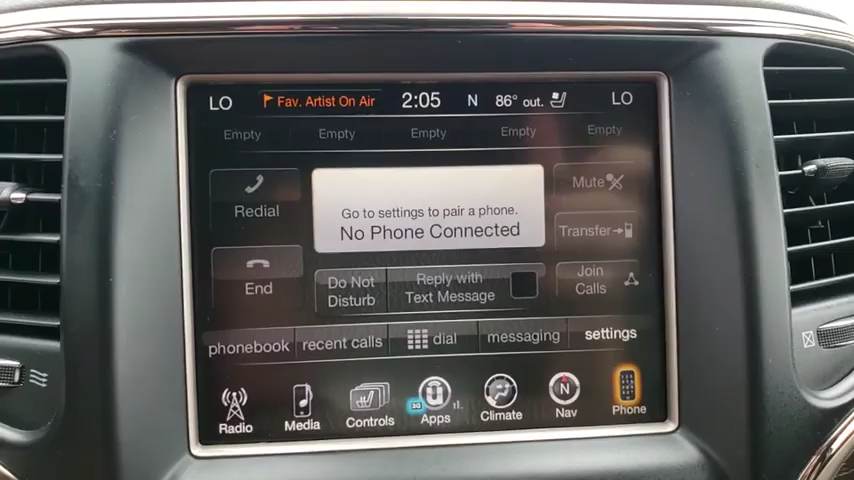 LO Fav. Artist On Air 2:05 N 86° out. LO
Empty Empty Empty Empty Empty
Redial
Go to settings to pair a phone.
No Phone Connected
Mute
Transfer
End
Do Not
Disturb
Reply with
Text Message
Join
Calls
phonebook recent calls dial messaging settings
N
3G
Radio Media Controls Apps Climate Nav Phone